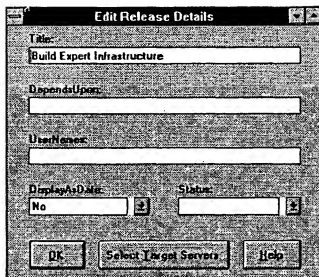 Edit Release Details
Title:
Build Expert Infrastructure
DependsUpon:
UserNames:
DisplayAsDate: Status:
No
OK Select Target Servers Help